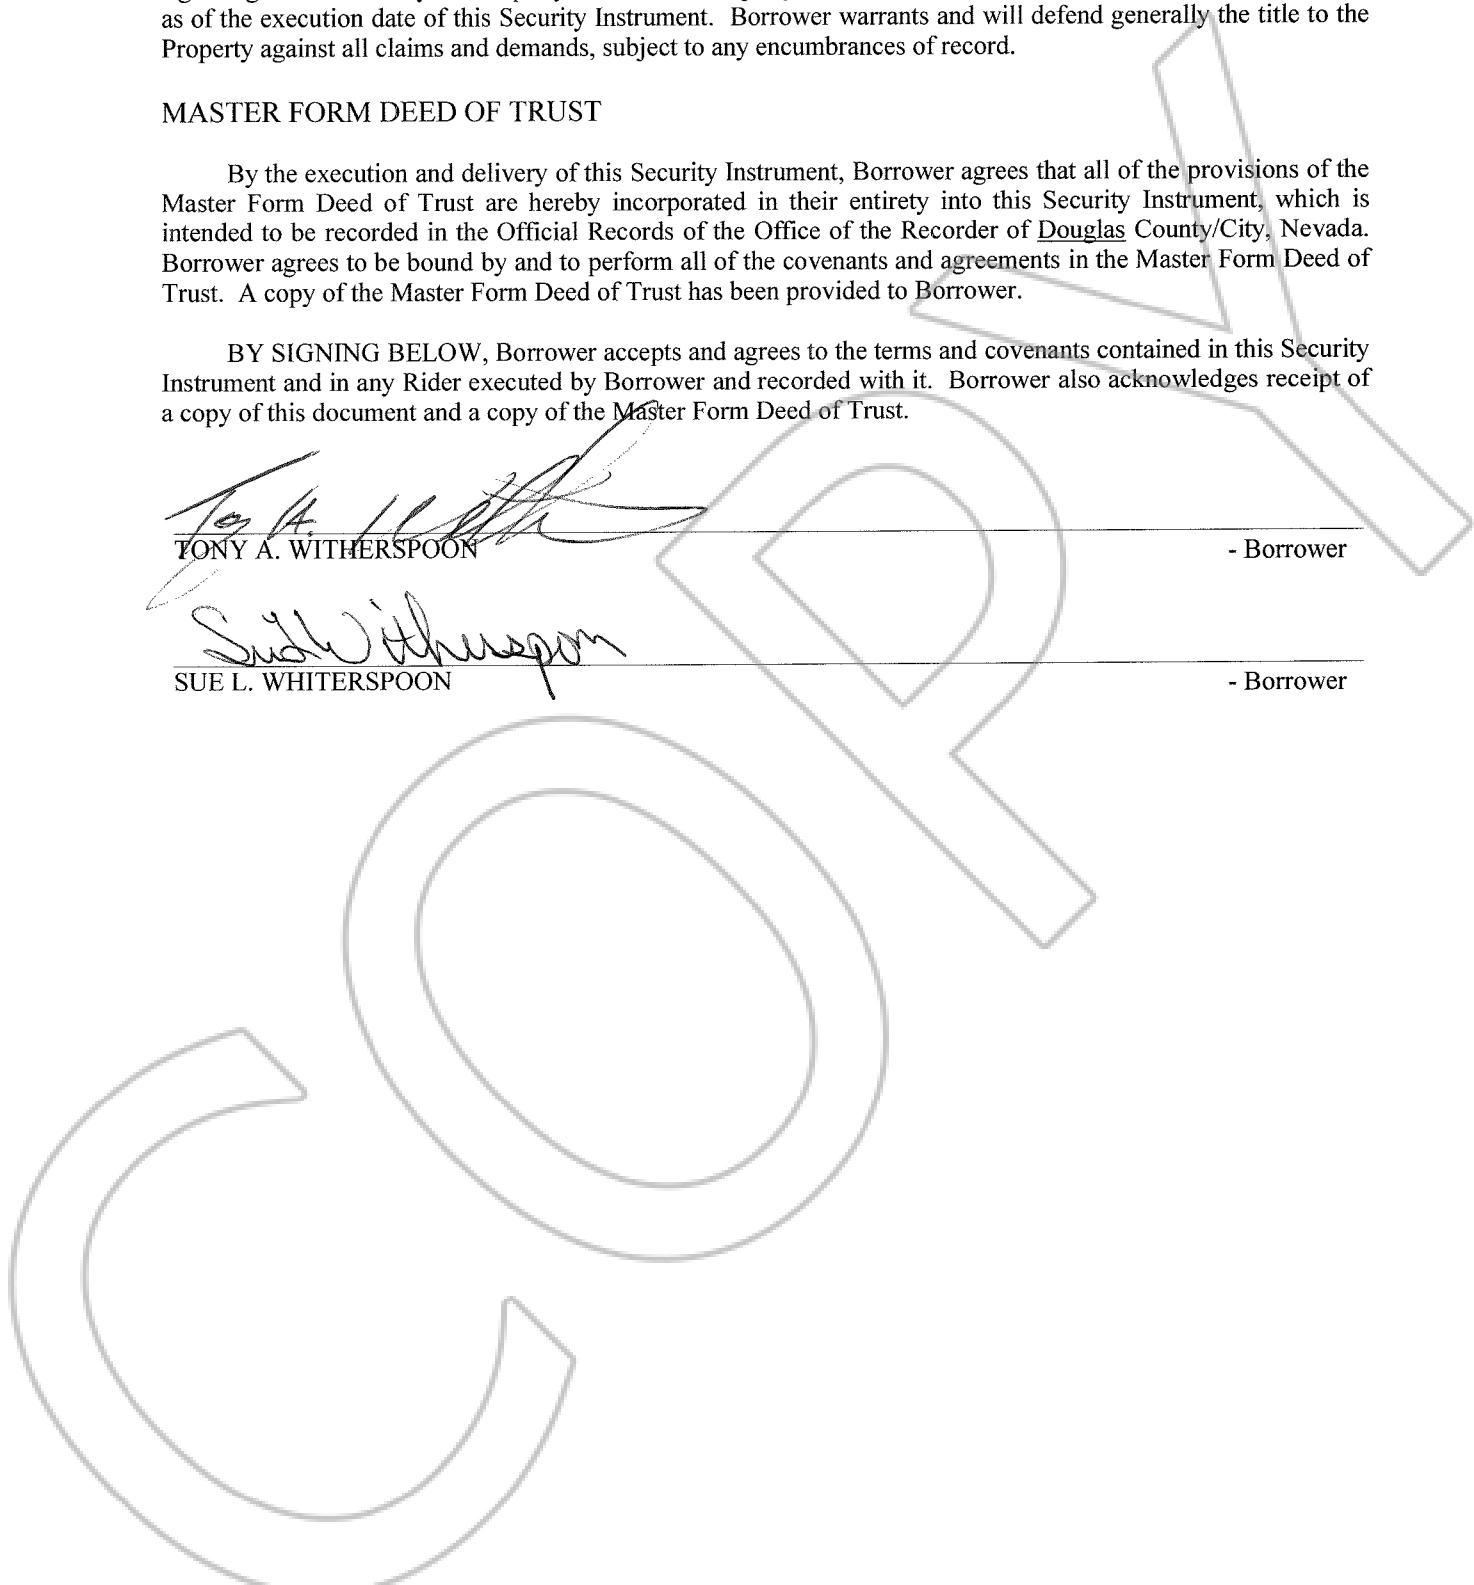 as of the execution date of this Security Instrument. Borrower warrants and will defend generally the title to the
Property against all claims and demands, subject to any encumbrances of record.
MASTER FORM DEED OF TRUST
By the execution and delivery of this Security Instrument, Borrower agrees that all of the provisions of the
Master Form Deed of Trust are hereby incorporated in their entirety into this Security Instrument, which is
intended to be recorded in the Official Records of the Office of the Recorder of Douglas County/City, Nevada.
Borrower agrees to be bound by and to perform all of the covenants and agreements in the Master Form Deed of
Trust. A copy of the Master Form Deed of Trust has been provided to Borrower.
BY SIGNING BELOW, Borrower accepts and agrees to the terms and covenants contained in this Security
Instrument and in any Rider executed by Borrower and recorded with it. Borrower also acknowledges receipt of
a copy of this document and a copy of the Master Form Deed of Trust.
TONY A. WITHERSPOON - Borrower
Sue L Witherspoon
SUE L. WHITERSPOON - Borrower
COPY